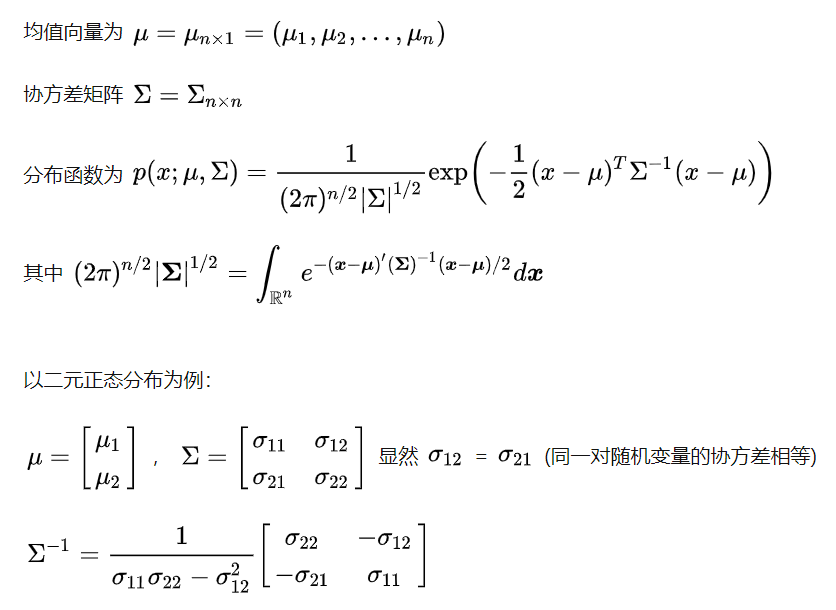 均值向量为 $\mu = \mu_{n\times 1} = (\mu_1, \mu_2, \ldots, \mu_n)$
协方差矩阵 $\Sigma = \Sigma_{n\times n}$
分布函数为 $p(x; \mu, \Sigma) = \frac{1}{(2\pi)^{n/2}|\Sigma|^{1/2}} \exp\left(-\frac{1}{2}(x-\mu)^T \Sigma^{-1}(x-\mu)\right)$
其中 $(2\pi)^{n/2}|\boldsymbol{\Sigma}|^{1/2} = \int_{\mathbb{R}^n} e^{-(\boldsymbol{x}-\boldsymbol{\mu})'(\boldsymbol{\Sigma})^{-1}(\boldsymbol{x}-\boldsymbol{\mu})/2} d\boldsymbol{x}$
以二元正态分布为例：
$\mu = \begin{bmatrix} \mu_1 \\ \mu_2 \end{bmatrix}$ , $\Sigma = \begin{bmatrix} \sigma_{11} & \sigma_{12} \\ \sigma_{21} & \sigma_{22} \end{bmatrix}$ 显然 $\sigma_{12}$ = $\sigma_{21}$ (同一对随机变量的协方差相等)
$\Sigma^{-1} = \frac{1}{\sigma_{11}\sigma_{22} - \sigma_{12}^2} \begin{bmatrix} \sigma_{22} & -\sigma_{12} \\ -\sigma_{21} & \sigma_{11} \end{bmatrix}$